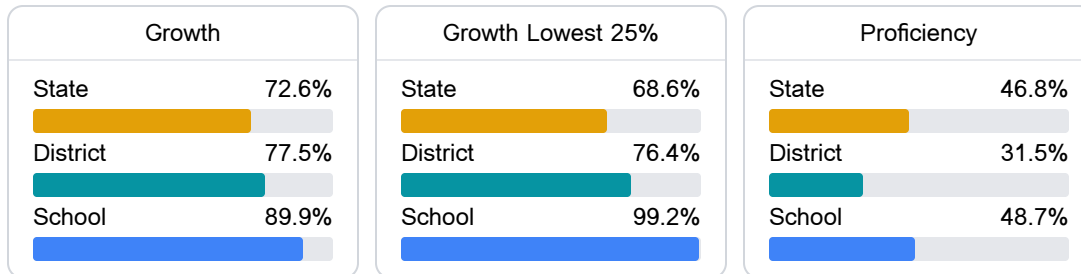 Growth
State 72.6%
District 77.5%
School 89.9%
Growth Lowest 25%
State 68.6%
District 76.4%
School 99.2%
Proficiency
State 46.8%
District 31.5%
School 48.7%